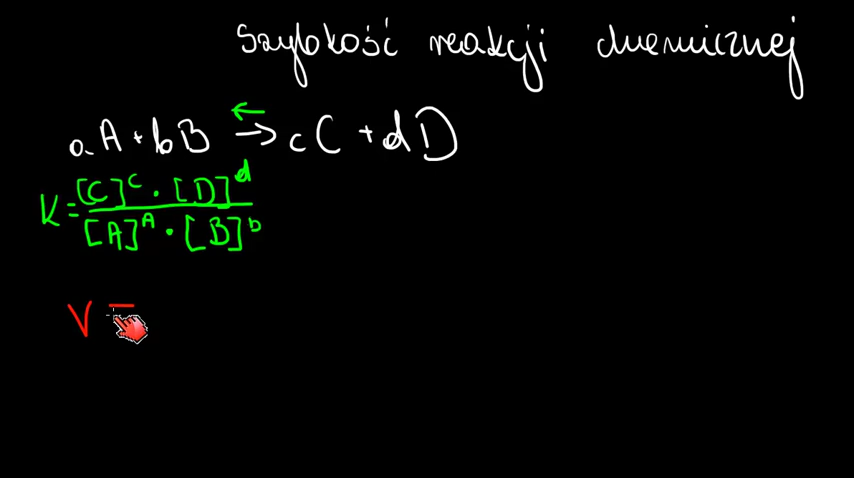 Szybkość reakcji chemicznej
aA + bB ⇄ cC + dD
K = [C]^c · [D]^d / [A]^A · [B]^b
V =